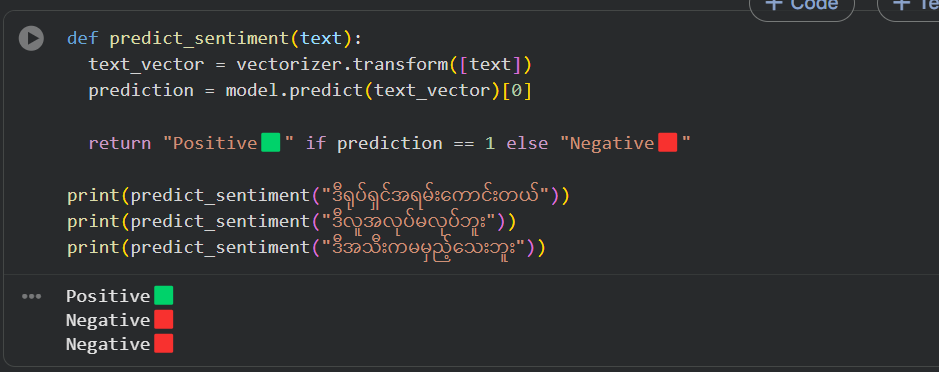 + Code
+ Te
def predict_sentiment(text):
  text_vector = vectorizer.transform([text])
  prediction = model.predict(text_vector)[0]
  return "Positive🟩" if prediction == 1 else "Negative🟥"
print(predict_sentiment("ဒီရုပ်ရှင်အရမ်းကောင်းတယ်"))
print(predict_sentiment("ဒီလူအလုပ်မလုပ်ဘူး"))
print(predict_sentiment("ဒီအသီးကမမှည့်သေးဘူး"))
Positive🟩
Negative🟥
Negative🟥